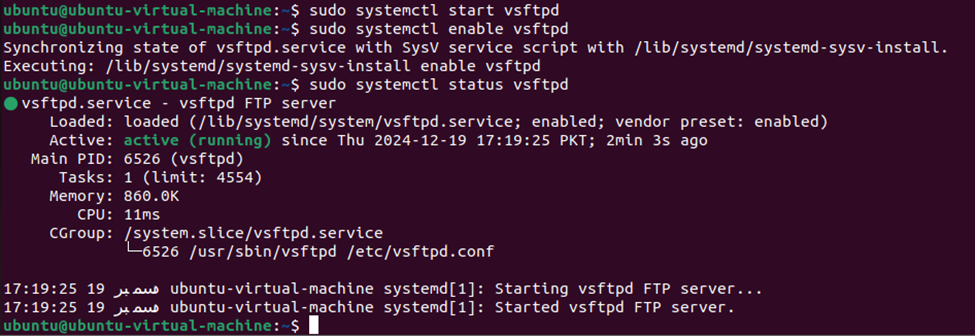 ubuntu@ubuntu-virtual-machine:~$ sudo systemctl start vsftpd
ubuntu@ubuntu-virtual-machine:~$ sudo systemctl enable vsftpd
Synchronizing state of vsftpd.service with SysV service script with /lib/systemd/systemd-sysv-install.
Executing: /lib/systemd/systemd-sysv-install enable vsftpd
ubuntu@ubuntu-virtual-machine:~$ sudo systemctl status vsftpd
● vsftpd.service - vsftpd FTP server
Loaded: loaded (/lib/systemd/system/vsftpd.service; enabled; vendor preset: enabled)
Active: active (running) since Thu 2024-12-19 17:19:25 PKT; 2min 3s ago
Main PID: 6526 (vsftpd)
Tasks: 1 (limit: 4554)
Memory: 860.0K
CPU: 11ms
CGroup: /system.slice/vsftpd.service
└─6526 /usr/sbin/vsftpd /etc/vsftpd.conf
17:19:25 19 دسمبر ubuntu-virtual-machine systemd[1]: Starting vsftpd FTP server...
17:19:25 19 دسمبر ubuntu-virtual-machine systemd[1]: Started vsftpd FTP server.
ubuntu@ubuntu-virtual-machine:~$